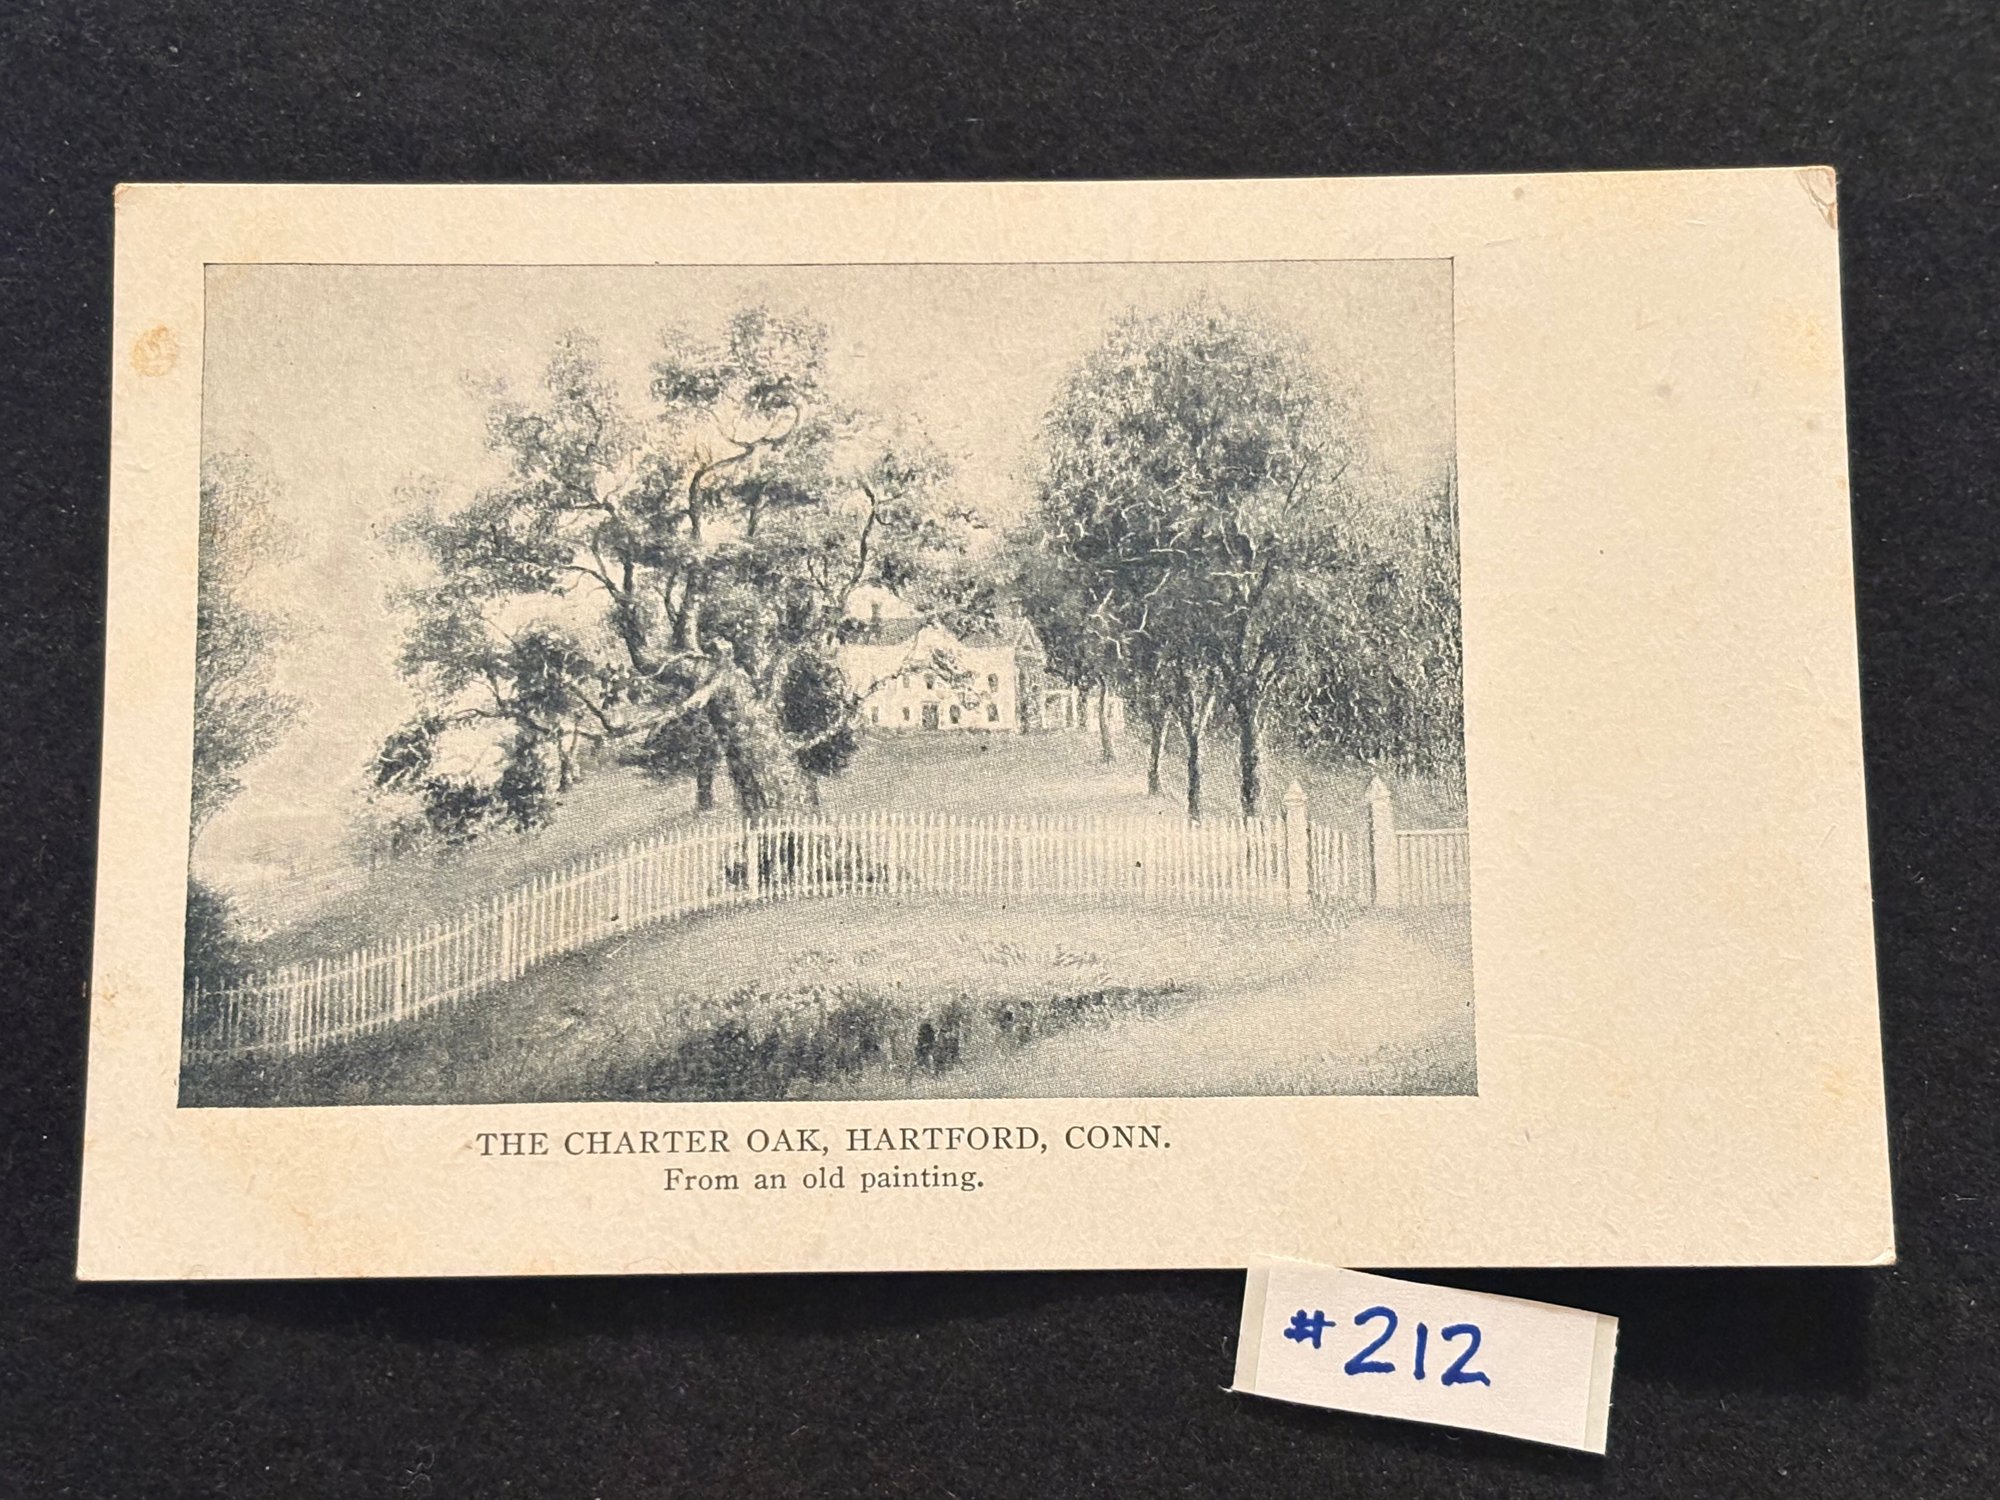 THE CHARTER OAK, HARTFORD, CONN.
From an old painting.
#212